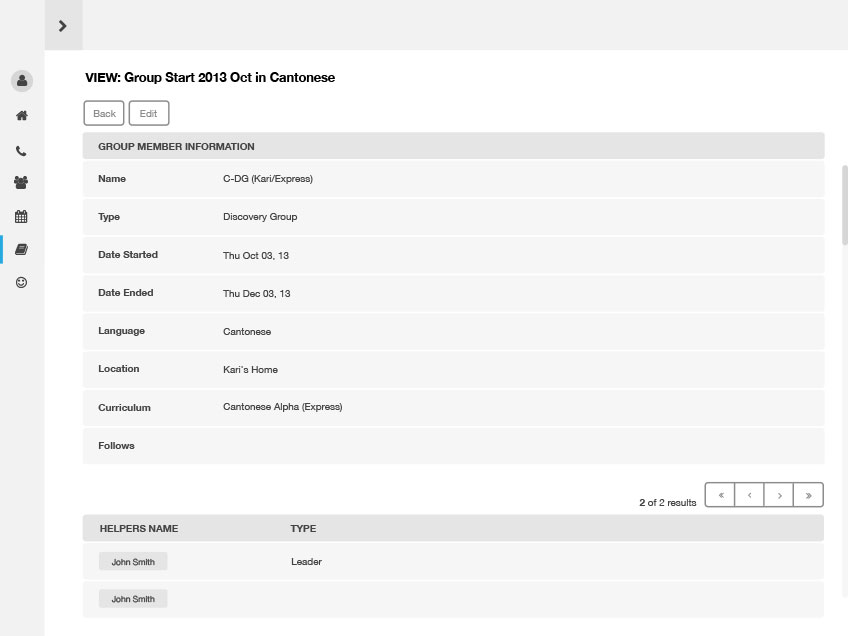 VIEW: Group Start 2013 Oct in Cantonese
Back Edit
GROUP MEMBER INFORMATION
Name C-DG (Kari/Express)
Type Discovery Group
Date Started Thu Oct 03, 13
Date Ended Thu Dec 03, 13
Language Cantonese
Location Kari's Home
Curriculum Cantonese Alpha (Express)
Follows
2 of 2 results « ‹ › »
HELPERS NAME TYPE
John Smith Leader
John Smith